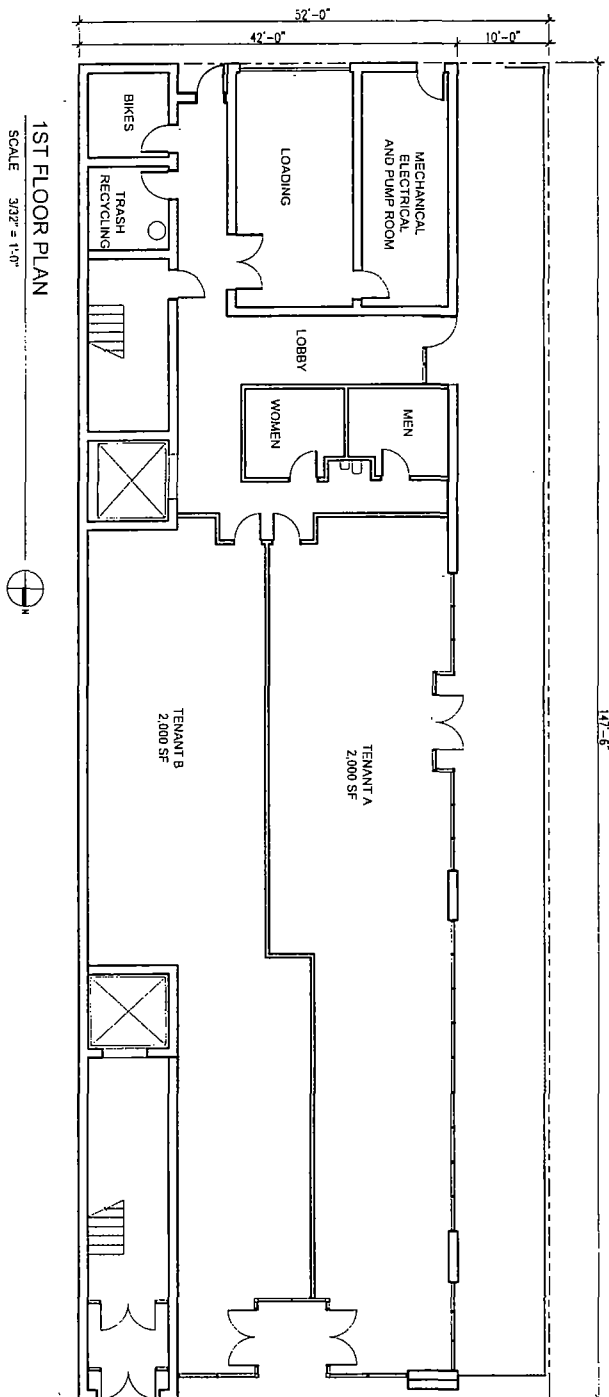 52'-0"
42'-0"
10'-0"
147'-6"
BIKES
TRASH
RECYCLING
LOADING
MECHANICAL
ELECTRICAL
AND PUMP ROOM
LOBBY
WOMEN
MEN
TENANT B
2,000 SF
TENANT A
2,000 SF
1ST FLOOR PLAN
SCALE 3/32" = 1'-0"
N